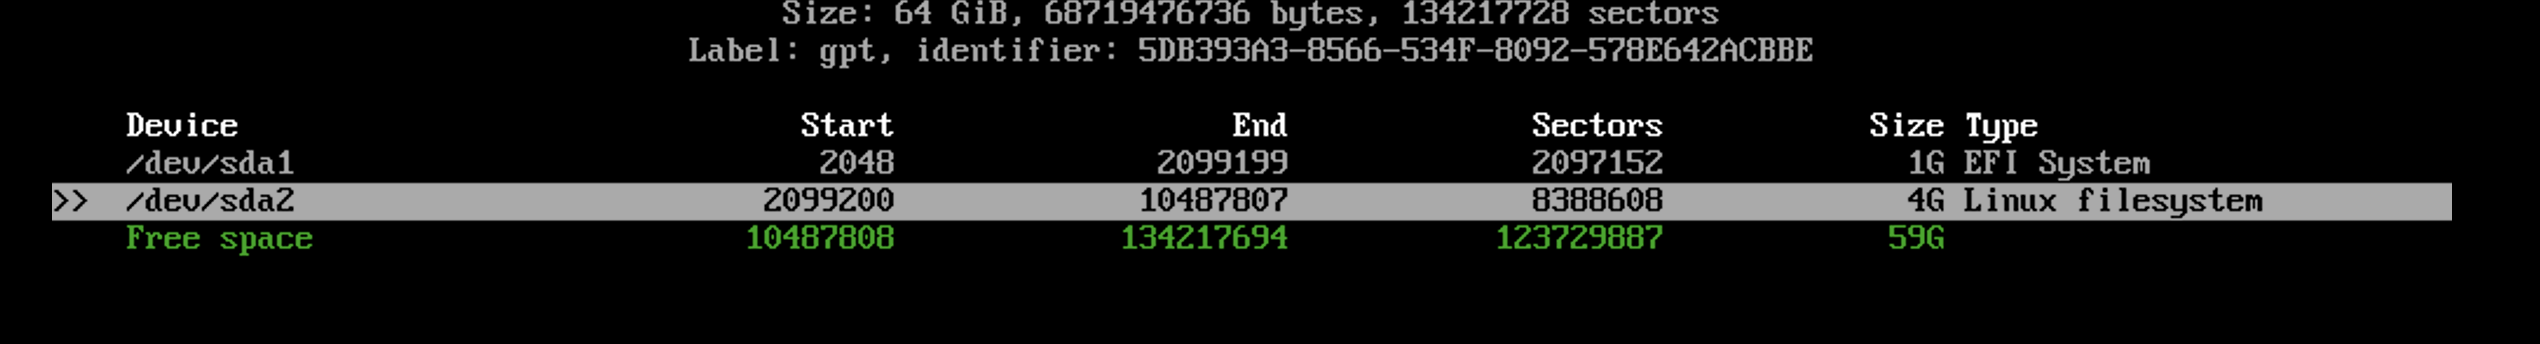 Size: 64 GiB, 68719476736 bytes, 134217728 sectors
Label: gpt, identifier: 5DB393A3-8566-534F-8092-578E642ACBBE
Device Start End Sectors Size Type
/dev/sda1 2048 2099199 2097152 1G EFI System
>> /dev/sda2 2099200 10487807 8388608 4G Linux filesystem
Free space 10487808 134217694 123729887 59G